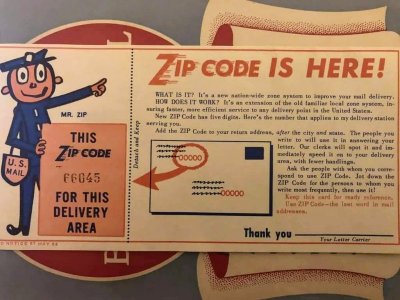 ZIP CODE IS HERE!
WHAT IS IT? It's a new nation-wide zone system to improve your mail delivery.
HOW DOES IT WORK? It's an extension of the old familiar local zone system, in-
suring faster, more efficient service to any delivery point in the United States.
New ZIP Code has five digits. Here's the number that applies to my delivery station
serving you.
Add the ZIP Code to your return address, after the city and state. The people you
write to will use it in answering your
letter. Our clerks will spot it and im-
mediately speed it on to your delivery
area, with fewer handlings.
Ask the people with whom you corre-
spond to use ZIP Code. Jot down the
ZIP Code for the persons to whom you
write most frequently, and then use it!
Keep this card for ready reference.
Use ZIP Code—the last word in mail
addresses.
OOOOO
OOOOO
Thank you
Your Letter Carrier
Detach and Keep
MR. ZIP
U.S.
MAIL
THIS
ZIP CODE
66045
FOR THIS
DELIVERY
AREA